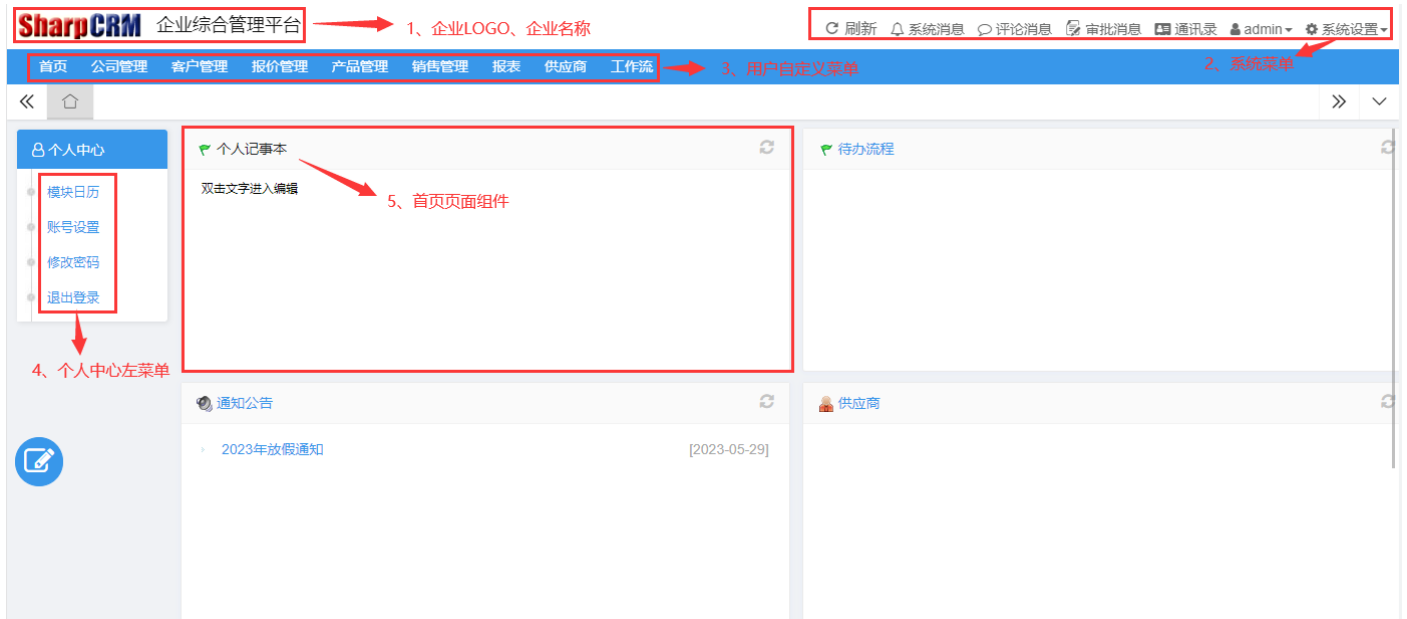 SharpCRM 企业综合管理平台
1、企业LOGO、企业名称
刷新 系统消息 评论消息 审批消息 通讯录 admin 系统设置
首页 公司管理 客户管理 报价管理 产品管理 销售管理 报表 供应商 工作流
3、用户自定义菜单
2、系统菜单
个人中心
模块日历
账号设置
修改密码
退出登录
4、个人中心左菜单
个人记事本
双击文字进入编辑
5、首页页面组件
待办流程
通知公告
2023年放假通知 [2023-05-29]
供应商